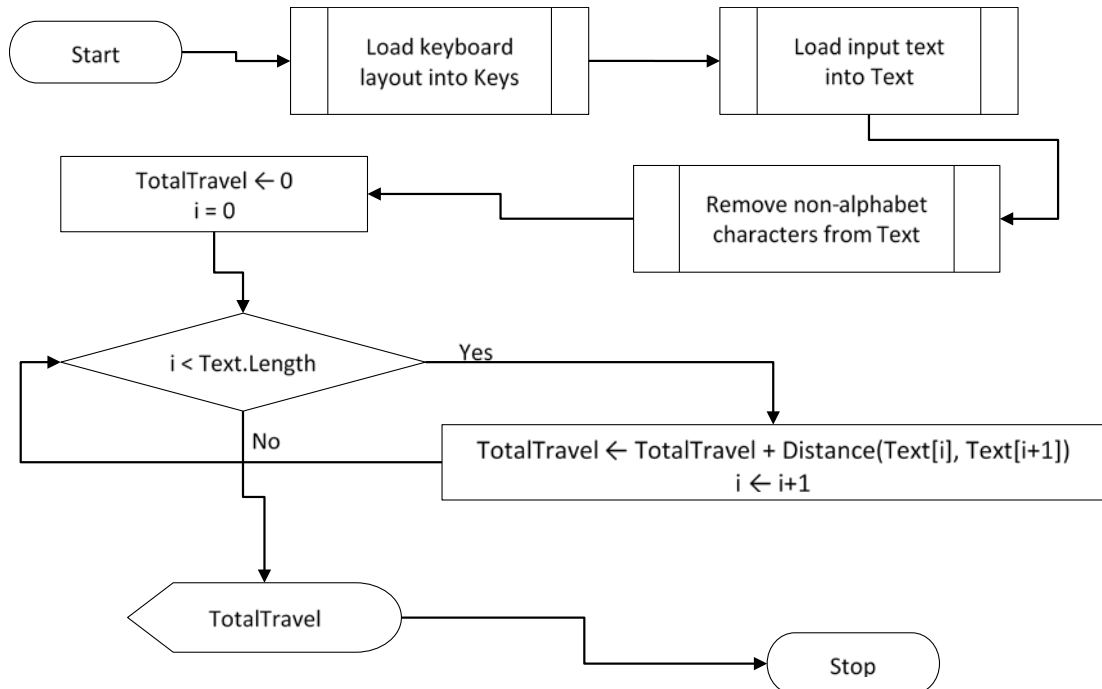 Start
Load keyboard
layout into Keys
Load input text
into Text
Remove non-alphabet
characters from Text
TotalTravel ← 0
i = 0
i < Text.Length
Yes
No
TotalTravel ← TotalTravel + Distance(Text[i], Text[i+1])
i ← i+1
TotalTravel
Stop